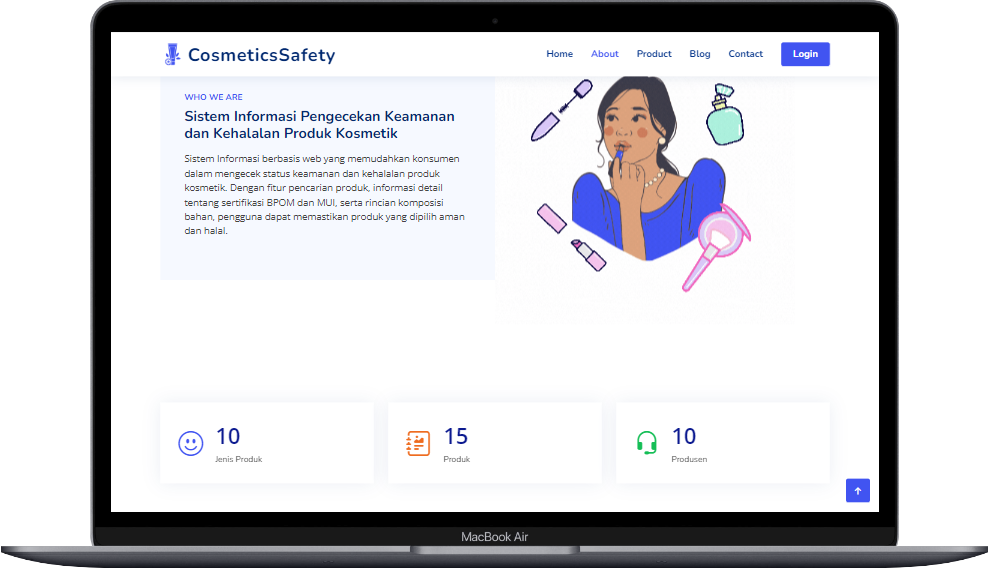 CosmeticsSafety
Home About Product Blog Contact Login
WHO WE ARE
Sistem Informasi Pengecekan Keamanan
dan Kehalalan Produk Kosmetik
Sistem Informasi berbasis web yang memudahkan konsumen
dalam mengecek status keamanan dan kehalalan produk
kosmetik. Dengan fitur pencarian produk, informasi detail
tentang sertifikasi BPOM dan MUI, serta rincian komposisi
bahan, pengguna dapat memastikan produk yang dipilih aman
dan halal.
10
Jenis Produk
15
Produk
10
Produsen
MacBook Air